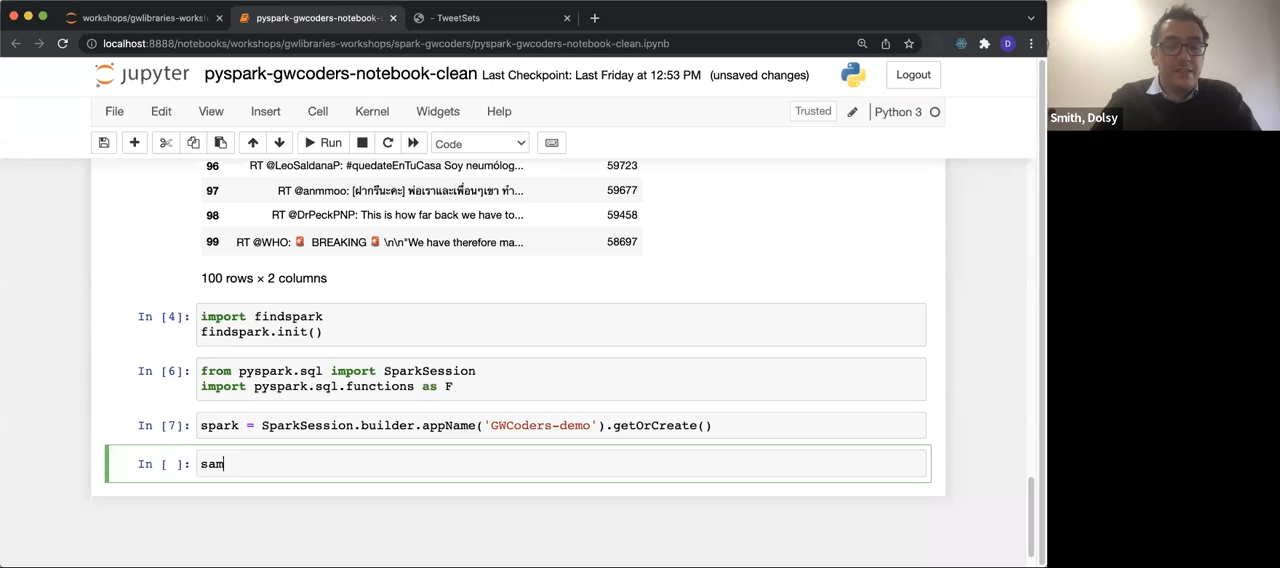 workshops/gwlibraries-worksh
pyspark-gwcoders-notebook-
- TweetSets
localhost:8888/notebooks/workshops/gwlibraries-workshops/spark-gwcoders/pyspark-gwcoders-notebook-clean.ipynb
D
jupyter pyspark-gwcoders-notebook-clean Last Checkpoint: Last Friday at 12:53 PM (unsaved changes) Logout
File Edit View Insert Cell Kernel Widgets Help Trusted Python 3
Run Code
96 RT @LeoSaldanaP: #quedateEnTuCasa Soy neumólog... 59723
97 RT @anmmoo: [ฝากรีนะคะ] พ่อเราและเพื่อนๆเขา ทำ... 59677
98 RT @DrPeckPNP: This is how far back we have to... 59458
99 RT @WHO: 🚨 BREAKING 🚨 \n\n"We have therefore ma... 58697
100 rows × 2 columns
In [4]: import findspark
findspark.init()
In [6]: from pyspark.sql import SparkSession
import pyspark.sql.functions as F
In [7]: spark = SparkSession.builder.appName('GWCoders-demo').getOrCreate()
In [ ]: sam
Smith, Dolsy